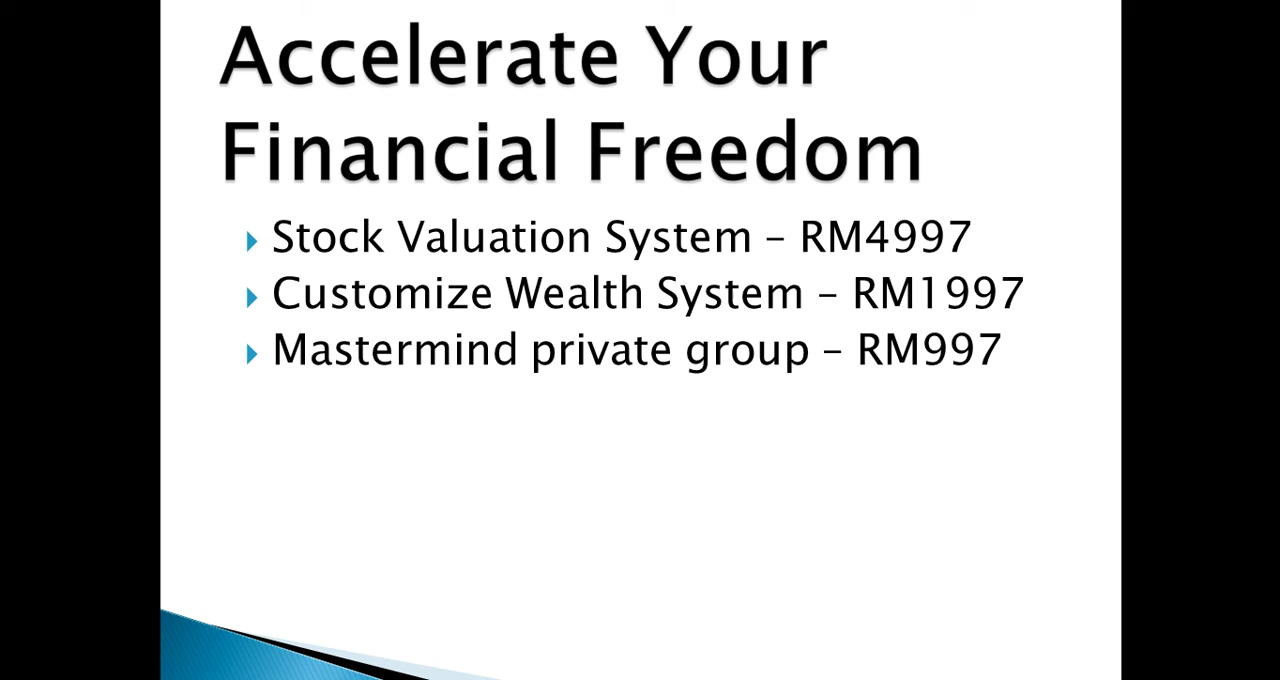 Accelerate Your
Financial Freedom
Stock Valuation System – RM4997
Customize Wealth System – RM1997
Mastermind private group – RM997